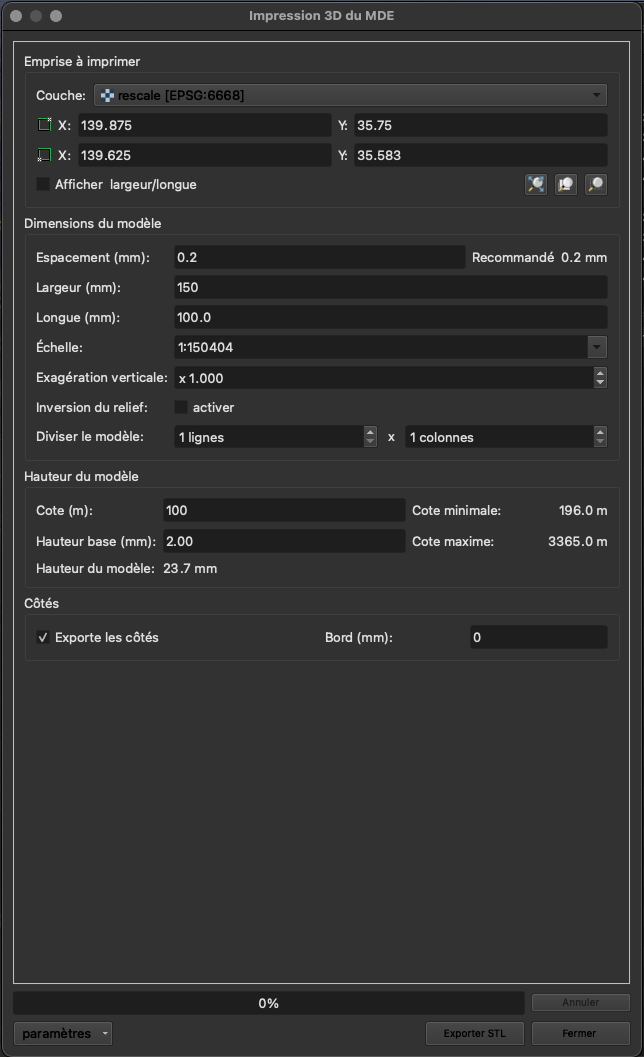 Impression 3D du MDE
Emprise à imprimer
Couche: rescale [EPSG:6668]
X: 139.875 Y: 35.75
X: 139.625 Y: 35.583
Afficher largeur/longue
Dimensions du modèle
Espacement (mm): 0.2 Recommandé 0.2 mm
Largeur (mm): 150
Longue (mm): 100.0
Échelle: 1:150404
Exagération verticale: x 1.000
Inversion du relief: activer
Diviser le modèle: 1 lignes x 1 colonnes
Hauteur du modèle
Cote (m): 100 Cote minimale: 196.0 m
Hauteur base (mm): 2.00 Cote maxime: 3365.0 m
Hauteur du modèle: 23.7 mm
Côtés
Exporte les côtés Bord (mm): 0
0% Annuler
paramètres Exporter STL Fermer